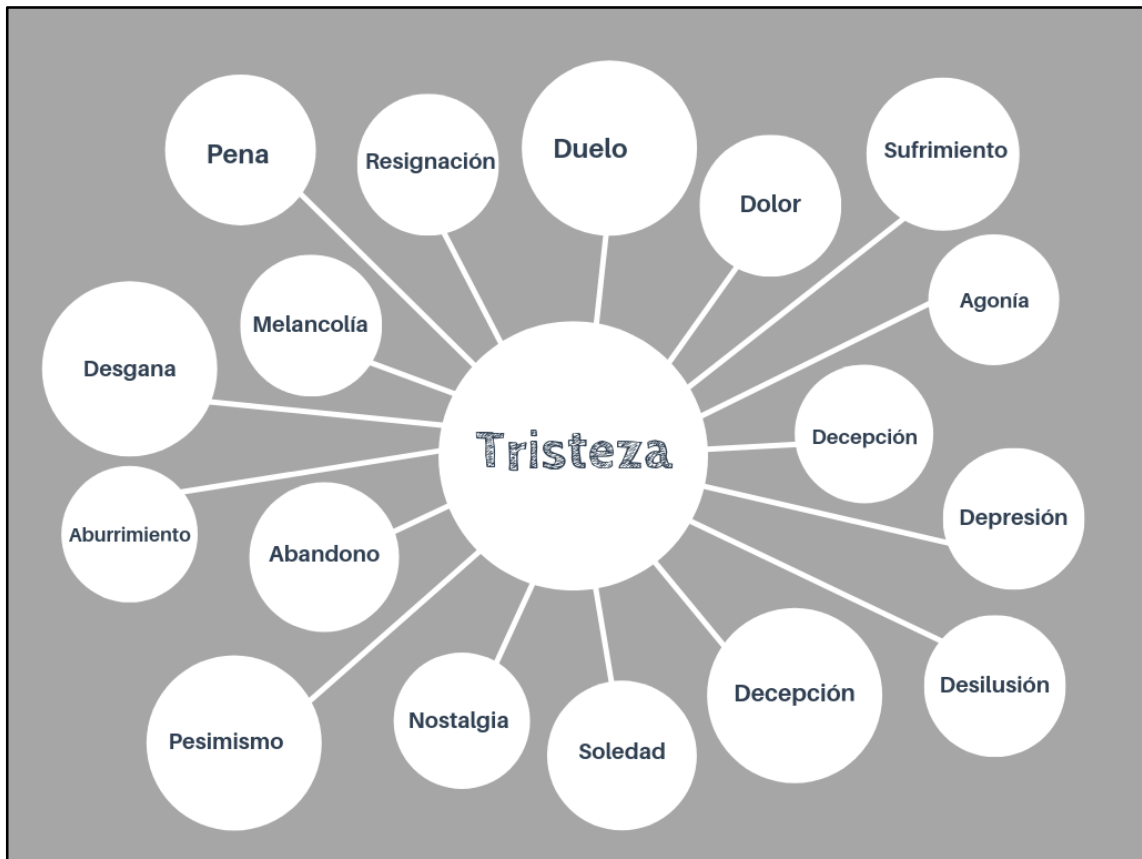 Pena
Resignación
Duelo
Sufrimiento
Dolor
Agonía
Melancolía
Desgana
Decepción
Tristeza
Aburrimiento
Abandono
Depresión
Pesimismo
Nostalgia
Soledad
Decepción
Desilusión